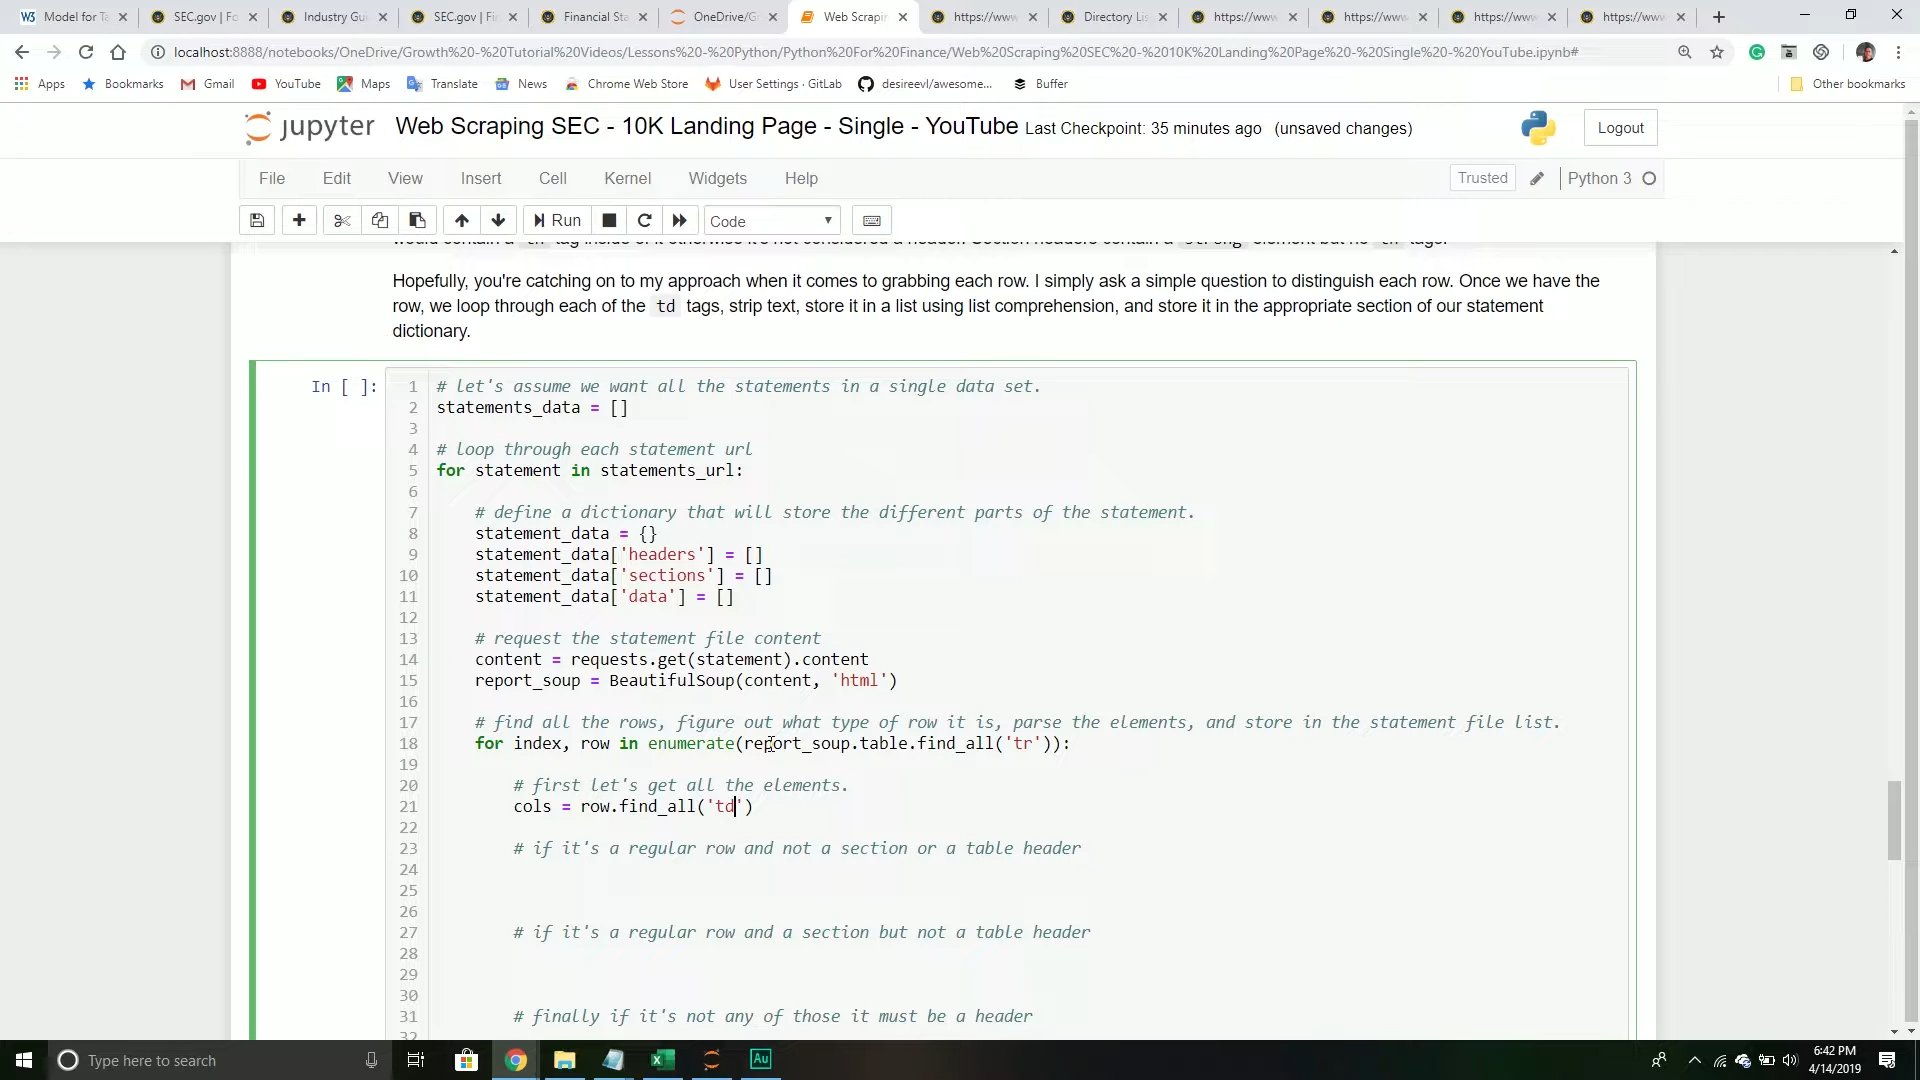 Model for Ta
SEC.gov | Fo
Industry Gui
SEC.gov | Fi
Financial Sta
OneDrive/G
Web Scrapin
https://www
Directory Lis
https://www
https://www
https://www
https://www
localhost:8888/notebooks/OneDrive/Growth%20-%20Tutorial%20Videos/Lessons%20-%20Python/Python%20For%20Finance/Web%20Scraping%20SEC%20-%2010K%20Landing%20Page%20-%20Single%20-%20YouTube.ipynb#
Apps Bookmarks Gmail YouTube Maps Translate News Chrome Web Store User Settings · GitLab desireevl/awesome... Buffer Other bookmarks
jupyter Web Scraping SEC - 10K Landing Page - Single - YouTube Last Checkpoint: 35 minutes ago (unsaved changes) Logout
File Edit View Insert Cell Kernel Widgets Help Trusted Python 3
Run Code
Hopefully, you're catching on to my approach when it comes to grabbing each row. I simply ask a simple question to distinguish each row. Once we have the
row, we loop through each of the td tags, strip text, store it in a list using list comprehension, and store it in the appropriate section of our statement
dictionary.
In [ ]:
1 # let's assume we want all the statements in a single data set.
2 statements_data = []
3
4 # loop through each statement url
5 for statement in statements_url:
6
7 # define a dictionary that will store the different parts of the statement.
8 statement_data = {}
9 statement_data['headers'] = []
10 statement_data['sections'] = []
11 statement_data['data'] = []
12
13 # request the statement file content
14 content = requests.get(statement).content
15 report_soup = BeautifulSoup(content, 'html')
16
17 # find all the rows, figure out what type of row it is, parse the elements, and store in the statement file list.
18 for index, row in enumerate(report_soup.table.find_all('tr')):
19
20 # first let's get all the elements.
21 cols = row.find_all('td')
22
23 # if it's a regular row and not a section or a table header
24
25
26
27 # if it's a regular row and a section but not a table header
28
29
30
31 # finally if it's not any of those it must be a header
32
Type here to search
Au
6:42 PM
4/14/2019